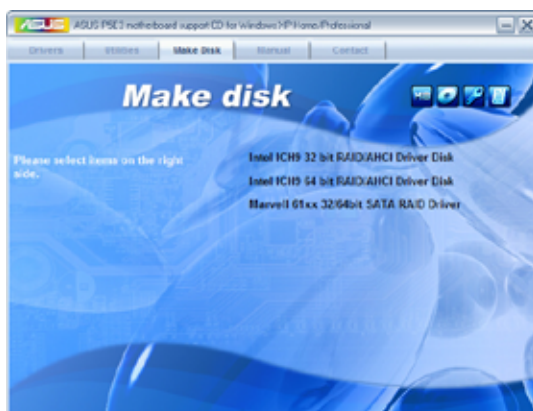 ASUS P5E3 motherboard support CD for Windows XP Home/Professional
Drivers Utilities Make Disk Manual Contact
Make disk
Please select items on the right
side.
Intel ICH9 32 bit RAID/AHCI Driver Disk
Intel ICH9 64 bit RAID/AHCI Driver Disk
Marvell 61xx 32/64bit SATA RAID Driver